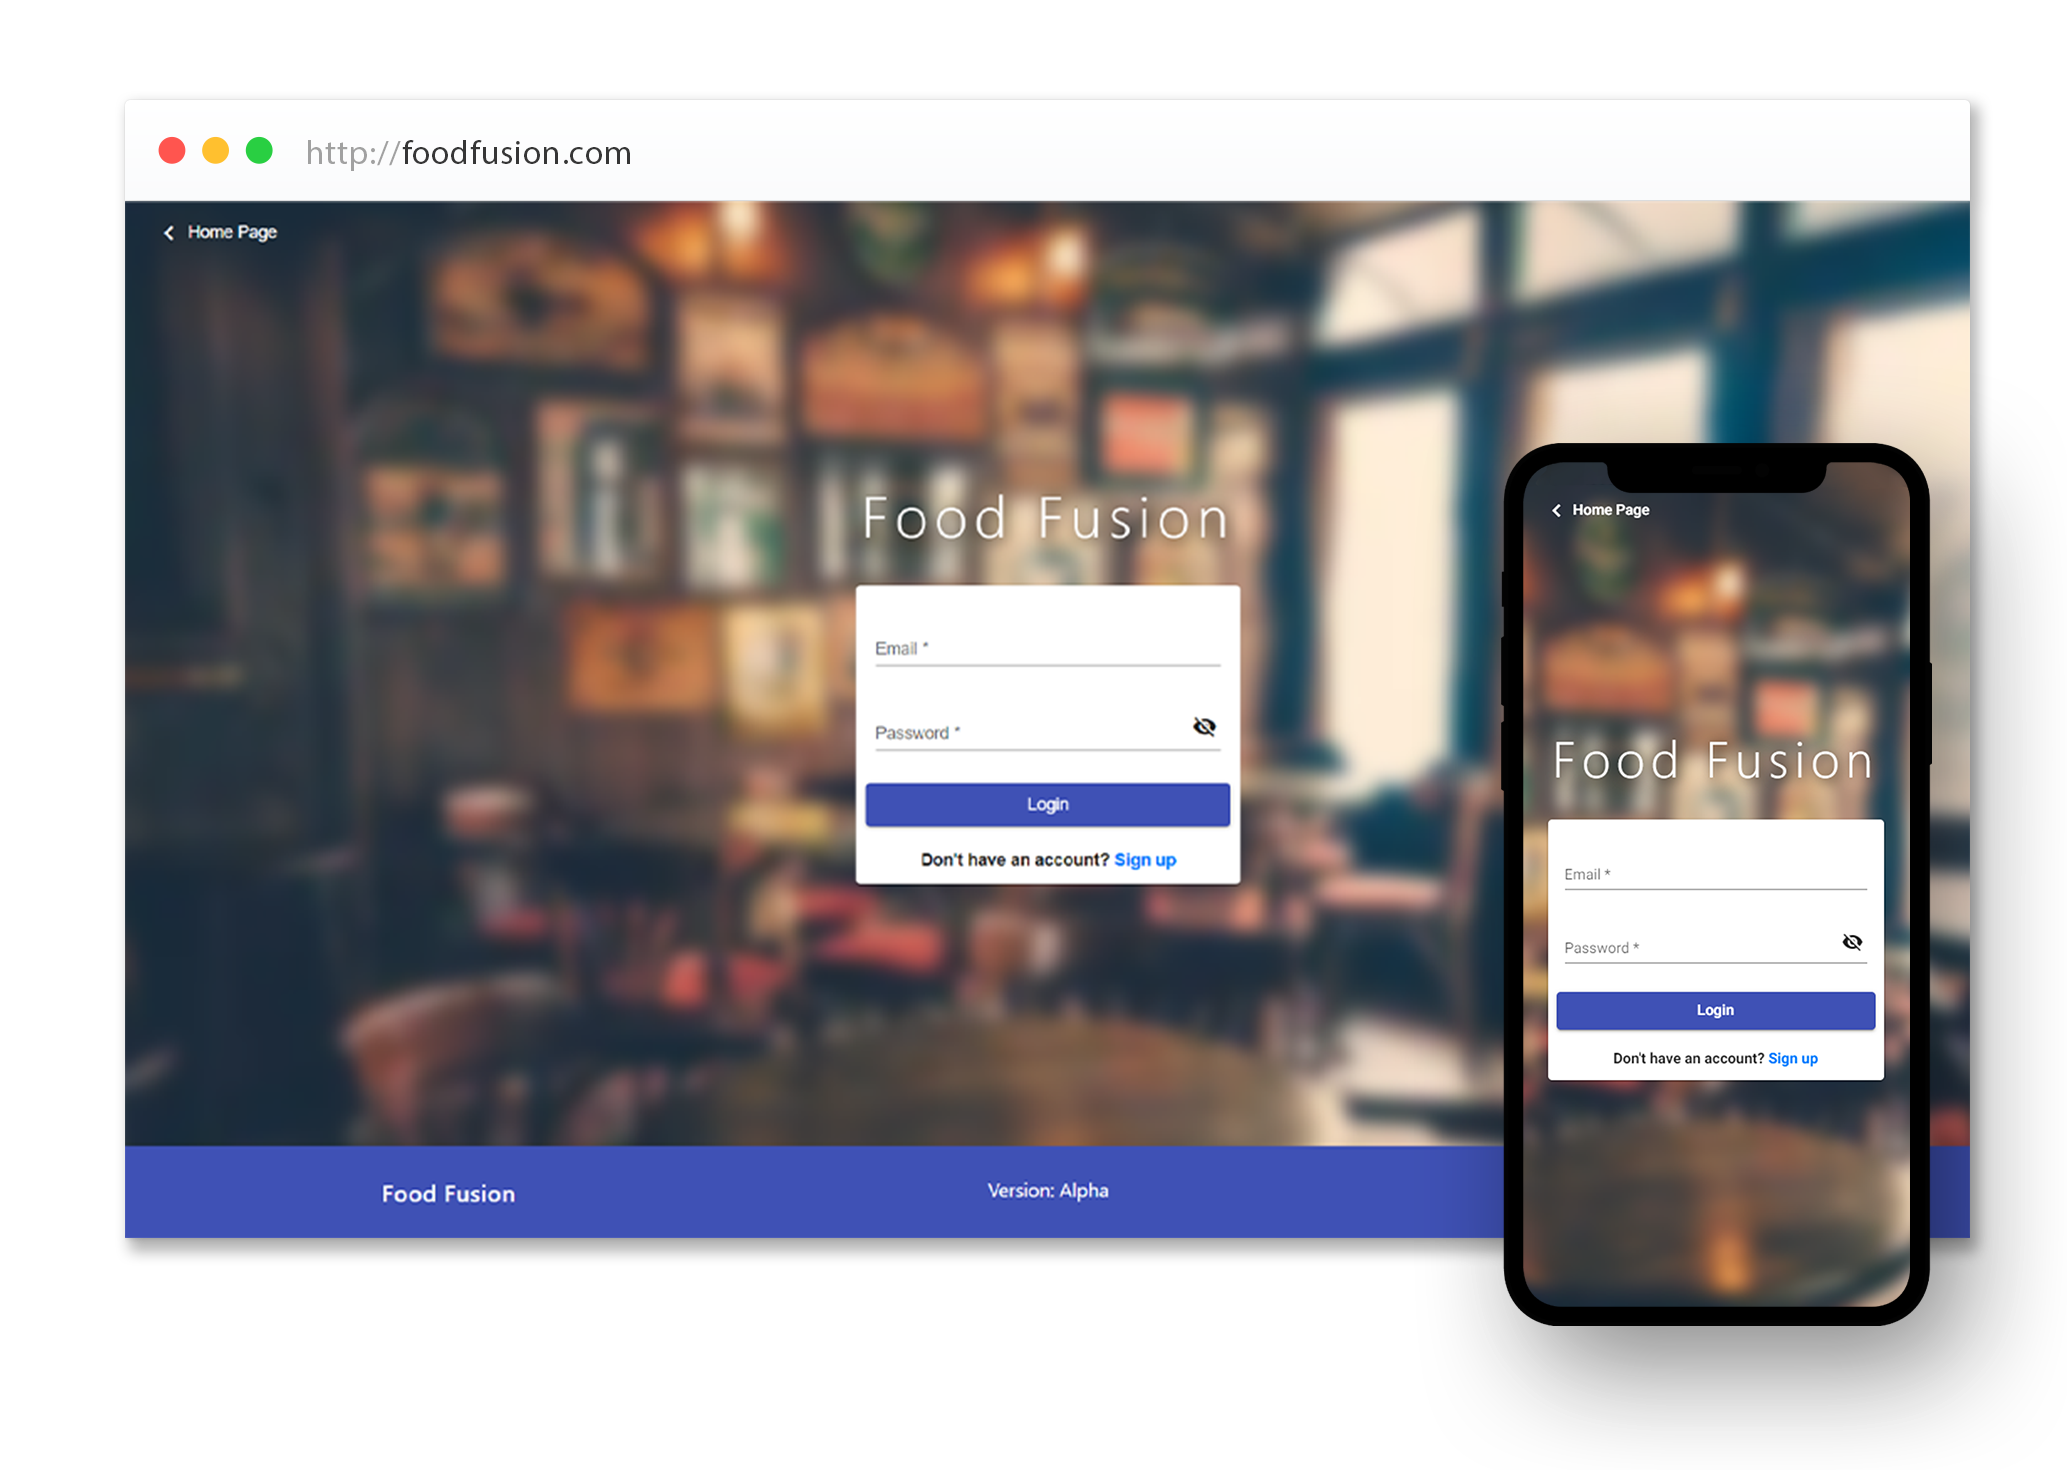 http://foodfusion.com
Home Page
Food Fusion
Email *
Password *
Login
Don't have an account? Sign up
Food Fusion
Version: Alpha
Home Page
Food Fusion
Email *
Password *
Login
Don't have an account? Sign up